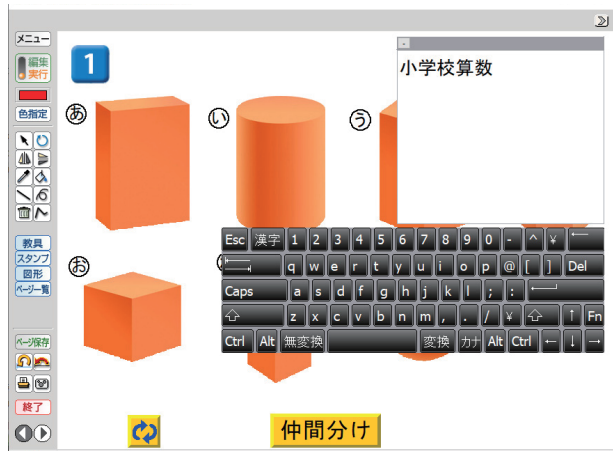 メニュー
編集
実行
色指定
教具
スタンプ
図形
ページ一覧
ページ保存
終了
1
あ
い
う
お
小学校算数
Esc 漢字 1 2 3 4 5 6 7 8 9 0 - ^ ¥ ←
q w e r t y u i o p @ [ ] Del
Caps a s d f g h j k l ; :
z x c v b n m , . / ¥ ↑ Fn
Ctrl Alt 無変換 変換 カナ Alt Ctrl ← ↓ →
仲間分け